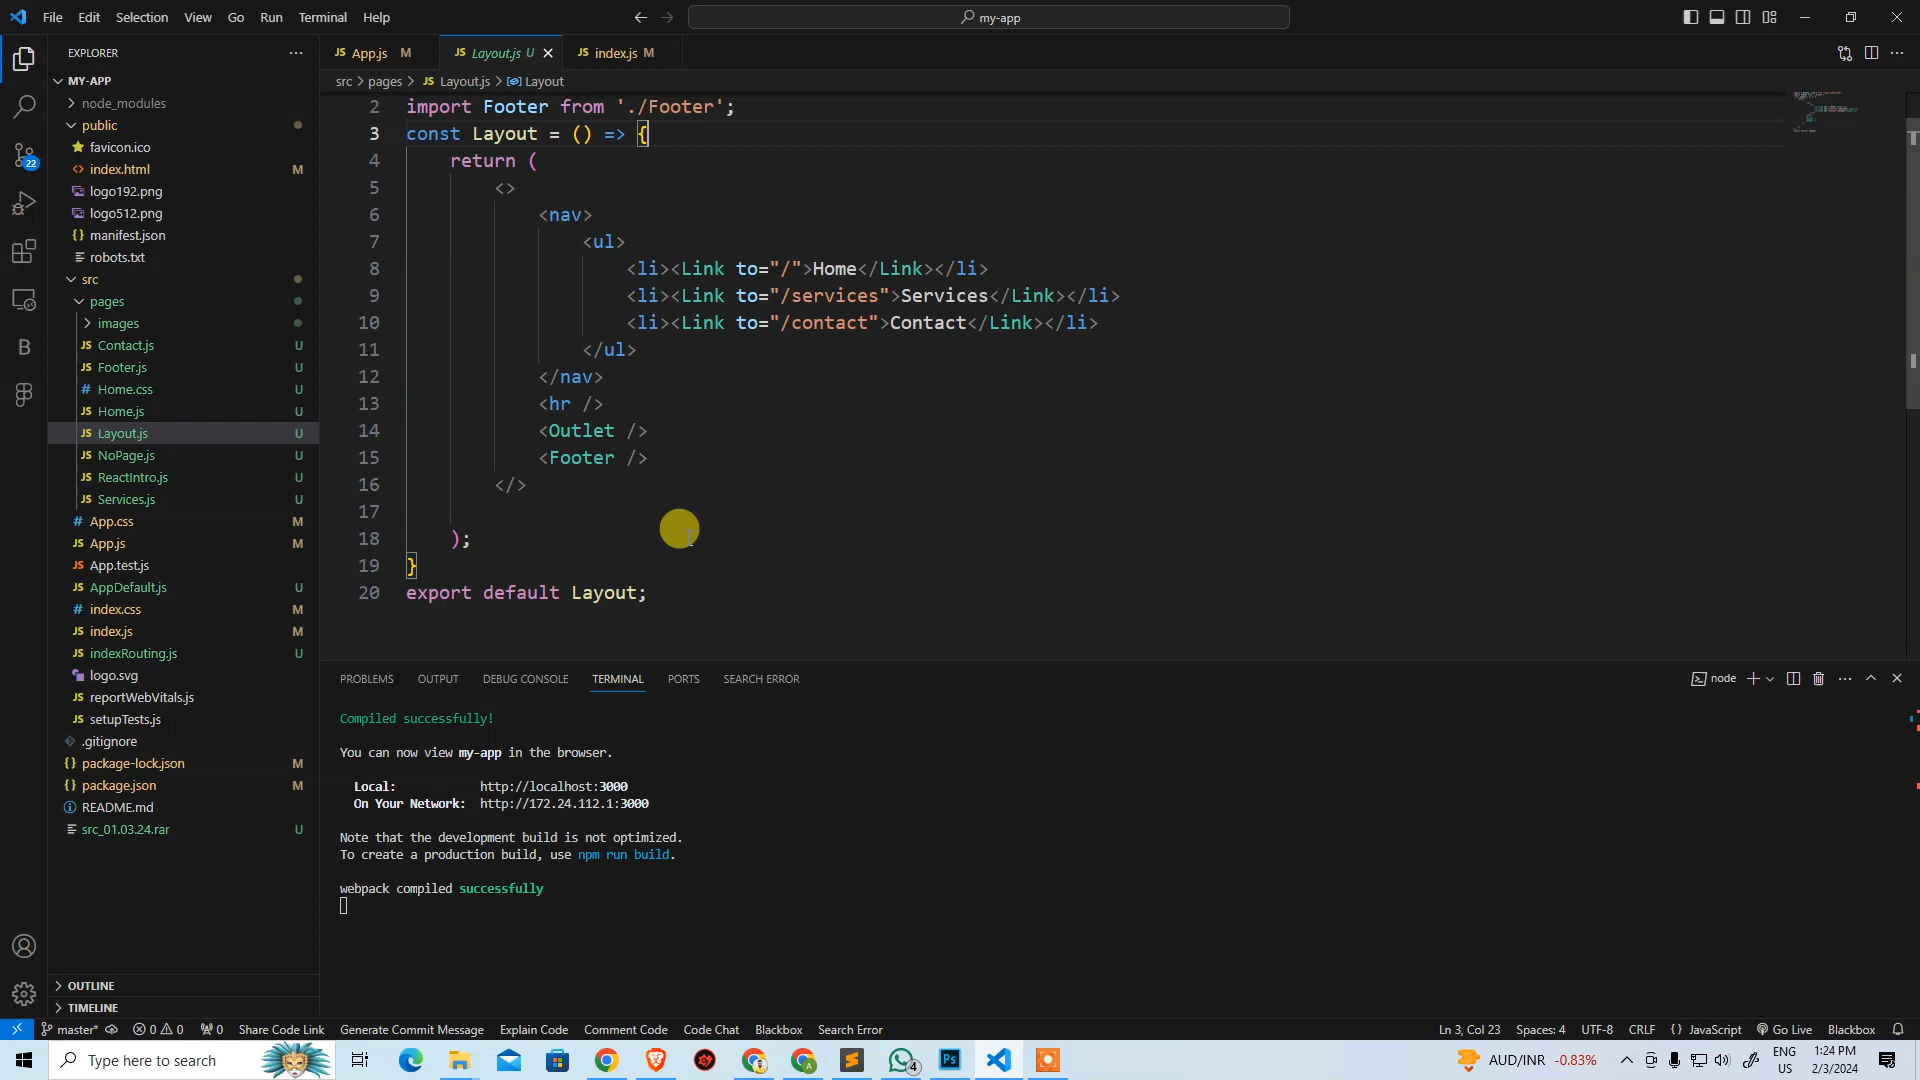 File Edit Selection View Go Run Terminal Help
my-app
EXPLORER
MY-APP
node_modules
public
favicon.ico
index.html M
logo192.png
logo512.png
manifest.json
robots.txt
src
pages
images
Contact.js U
Footer.js U
Home.css U
Home.js U
Layout.js U
NoPage.js U
ReactIntro.js U
Services.js U
App.css M
App.js M
App.test.js
AppDefault.js U
index.css M
index.js M
indexRouting.js U
logo.svg
reportWebVitals.js
setupTests.js
.gitignore
package-lock.json M
package.json M
README.md
src_01.03.24.rar U
OUTLINE
TIMELINE
22
B
JS App.js M JS Layout.js U JS index.js M
src > pages > JS Layout.js > Layout
2 import Footer from './Footer';
3 const Layout = () => {
4 return (
5 <>
6 <nav>
7 <ul>
8 <li><Link to="/">Home</Link></li>
9 <li><Link to="/services">Services</Link></li>
10 <li><Link to="/contact">Contact</Link></li>
11 </ul>
12 </nav>
13 <hr />
14 <Outlet />
15 <Footer />
16 </>
17
18 );
19 }
20 export default Layout;
PROBLEMS OUTPUT DEBUG CONSOLE TERMINAL PORTS SEARCH ERROR
node
Compiled successfully!
You can now view my-app in the browser.
Local: http://localhost:3000
On Your Network: http://172.24.112.1:3000
Note that the development build is not optimized.
To create a production build, use npm run build.
webpack compiled successfully
master* 0 0 0 Share Code Link Generate Commit Message Explain Code Comment Code Code Chat Blackbox Search Error Ln 3, Col 23 Spaces: 4 UTF-8 CRLF {} JavaScript Go Live Blackbox
Type here to search
4
Ps
AUD/INR -0.83%
ENG
US
1:24 PM
2/3/2024